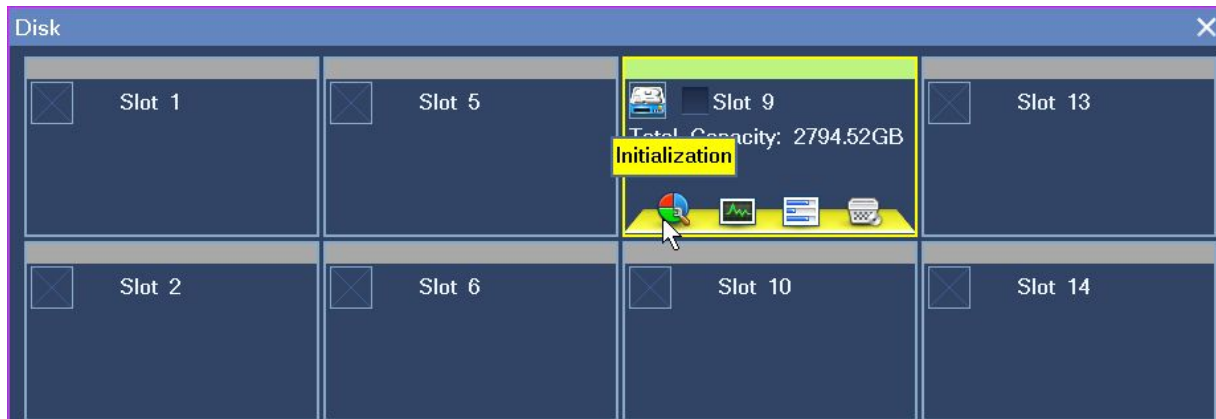 Disk
Slot 1
Slot 5
Slot 9
Slot 13
Total Capacity: 2794.52GB
Initialization
Slot 2
Slot 6
Slot 10
Slot 14